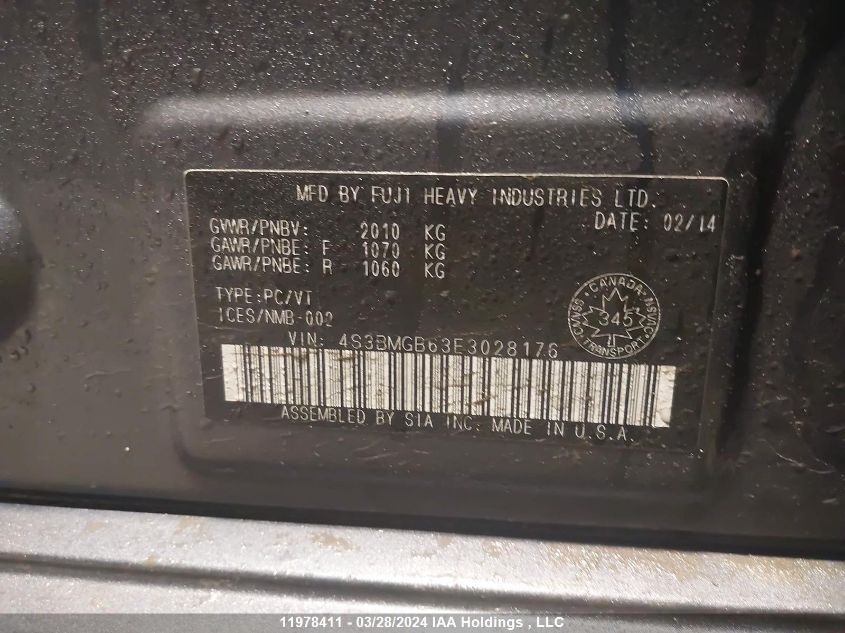 MFD BY FUJI HEAVY INDUSTRIES LTD.
DATE: 02/14
GVWR/PNBV: 2010 KG
GAWR/PNBE: F 1070 KG
GAWR/PNBE: R 1060 KG
TYPE:PC/VT
ICES/NMB-002
CANADA
CMVSS NSVAC
345
TRANSPORT
VIN: 4S3BMGB63E3028176
ASSEMBLED BY SIA INC. MADE IN U.S.A.
11978411 - 03/28/2024 IAA Holdings , LLC